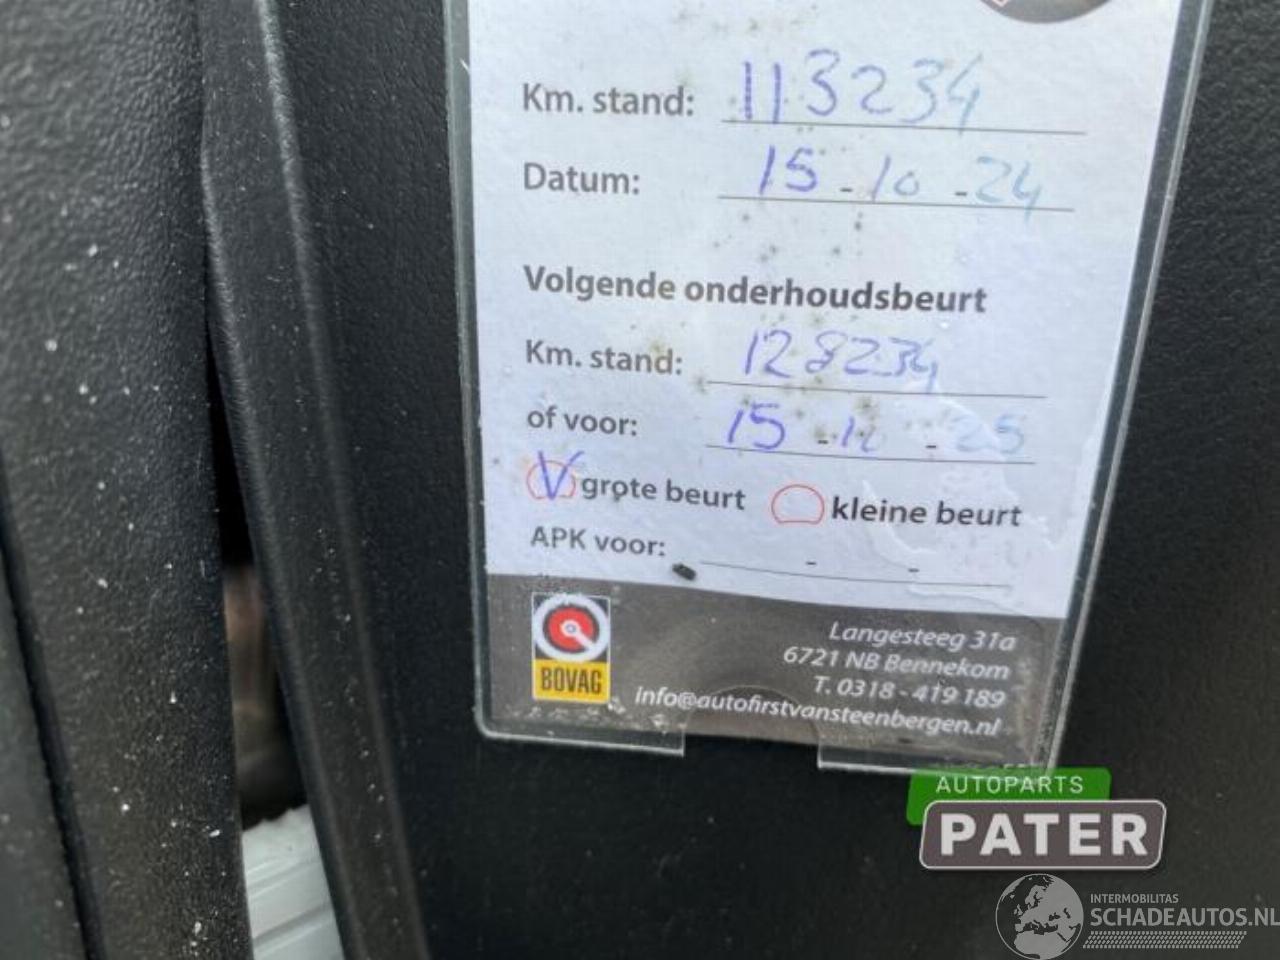 Km. stand: 113234
Datum: 15 - 10 - 24
Volgende onderhoudsbeurt
Km. stand: 128234
of voor: 15 - 10 - 25
V grote beurt kleine beurt
APK voor: - -
BOVAG
Langesteeg 31a
6721 NB Bennekom
T. 0318 - 419 189
info@autofirstvansteenbergen.nl
AUTOPARTS
PATER
INTERMOBILITAS
SCHADEAUTOS.NL